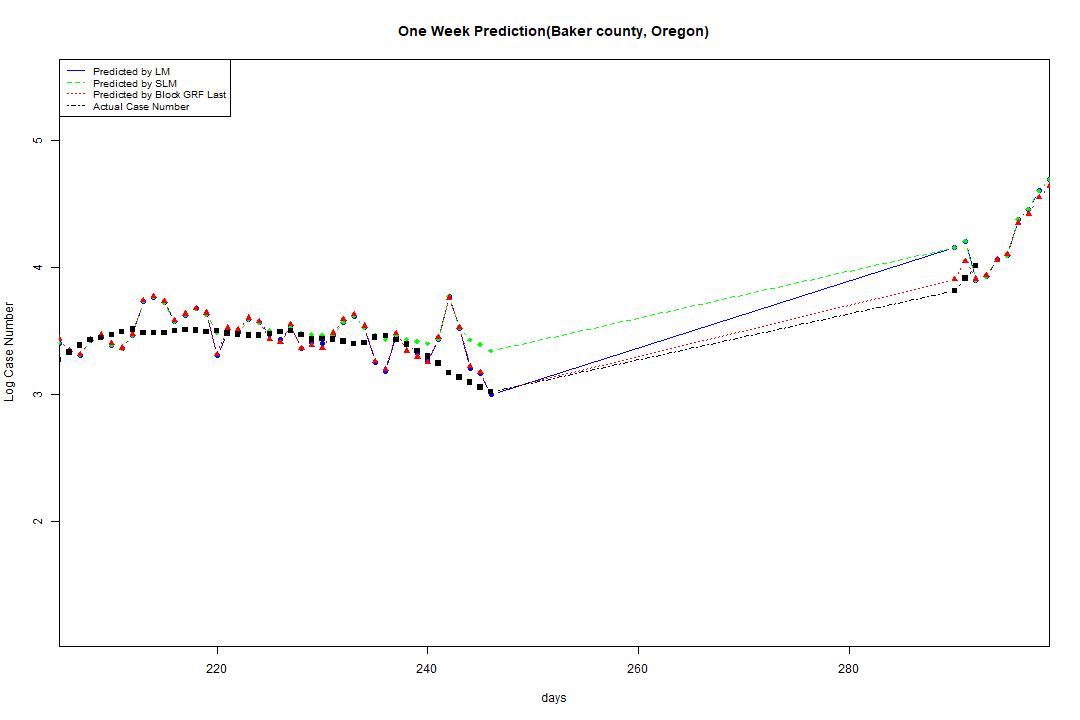 One Week Prediction(Baker county, Oregon)
Predicted by LM
Predicted by SLM
Predicted by Block GRF Last
Actual Case Number
5
4
3
2
Log Case Number
220 240 260 280
days